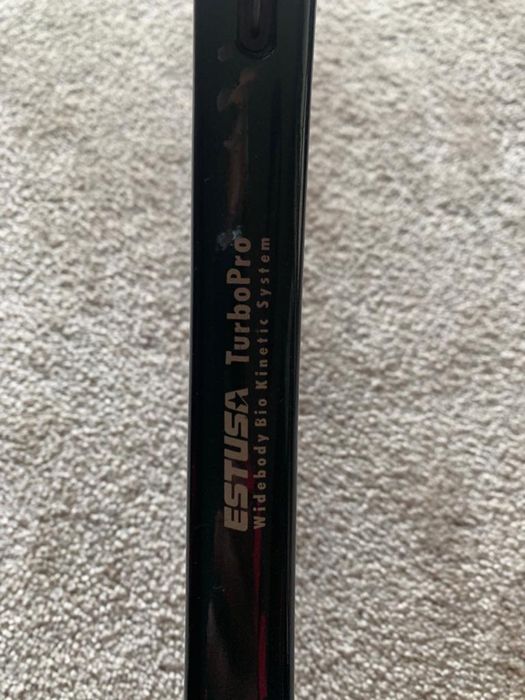 ESTUSA TurboPro
Widebody Bio Kinetic System